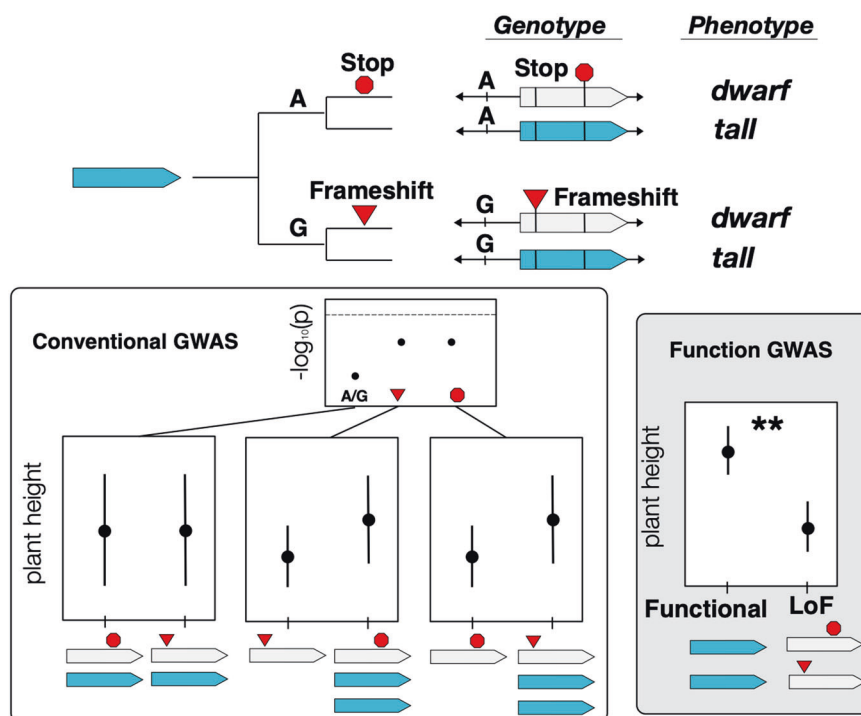 Genotype Phenotype
Stop
A
A Stop
dwarf
A
tall
Frameshift
G
G Frameshift
dwarf
G
tall
Conventional GWAS
-log₁₀(p)
A/G
plant height
Function GWAS
**
plant height
Functional LoF